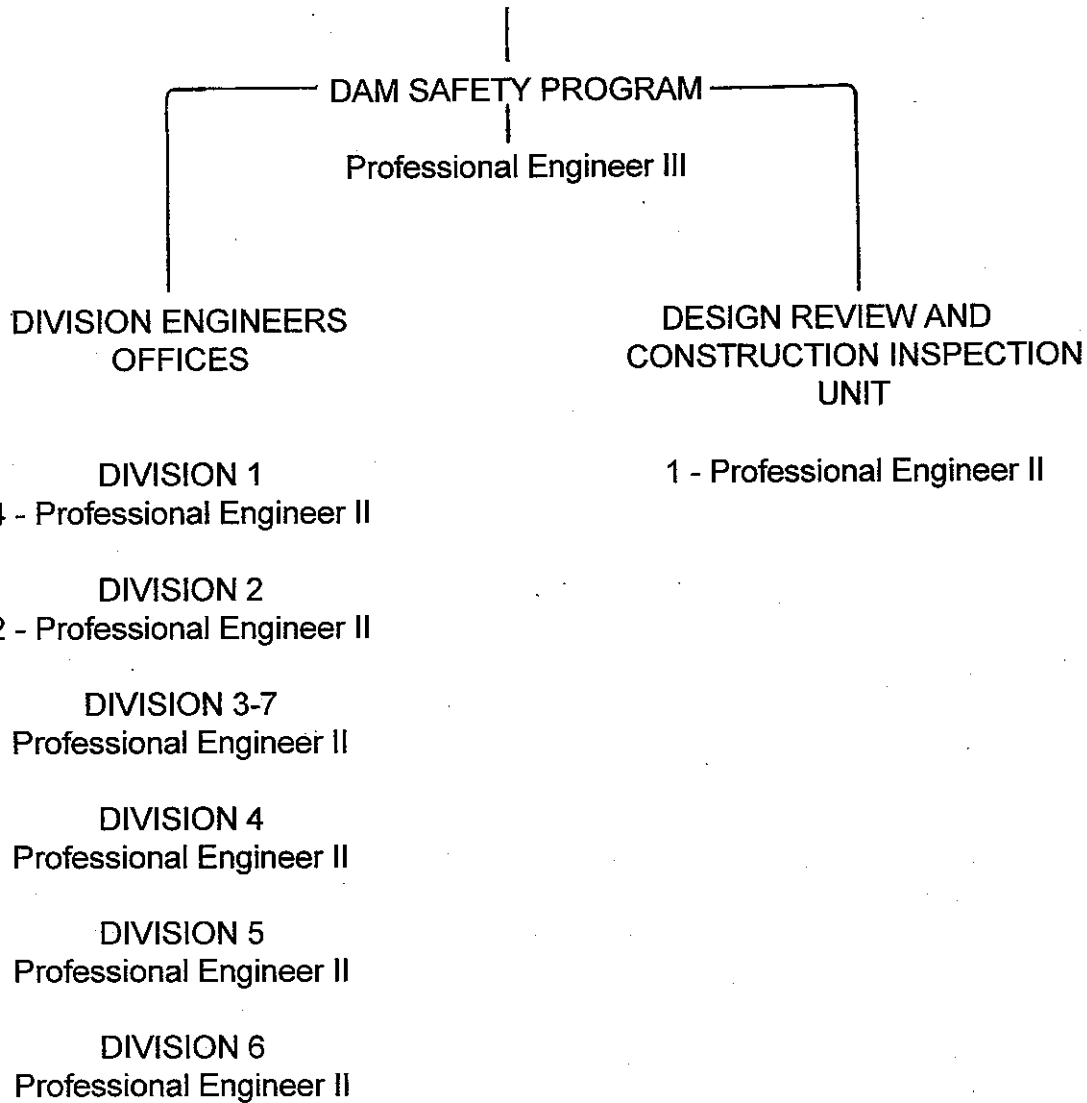 DAM SAFETY PROGRAM
Professional Engineer III
DIVISION ENGINEERS
OFFICES
DIVISION 1
4 - Professional Engineer II
DIVISION 2
2 - Professional Engineer II
DIVISION 3-7
Professional Engineer II
DIVISION 4
Professional Engineer II
DIVISION 5
Professional Engineer II
DIVISION 6
Professional Engineer II
DESIGN REVIEW AND
CONSTRUCTION INSPECTION
UNIT
1 - Professional Engineer II